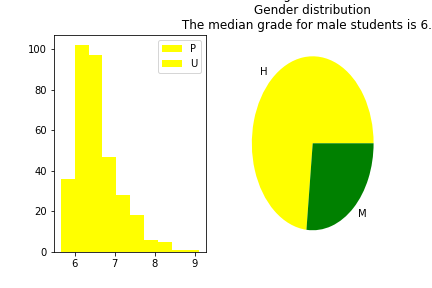 Gender distribution
The median grade for male students is 6.
P
U
100
80
60
40
20
0
6 7 8 9
H
M